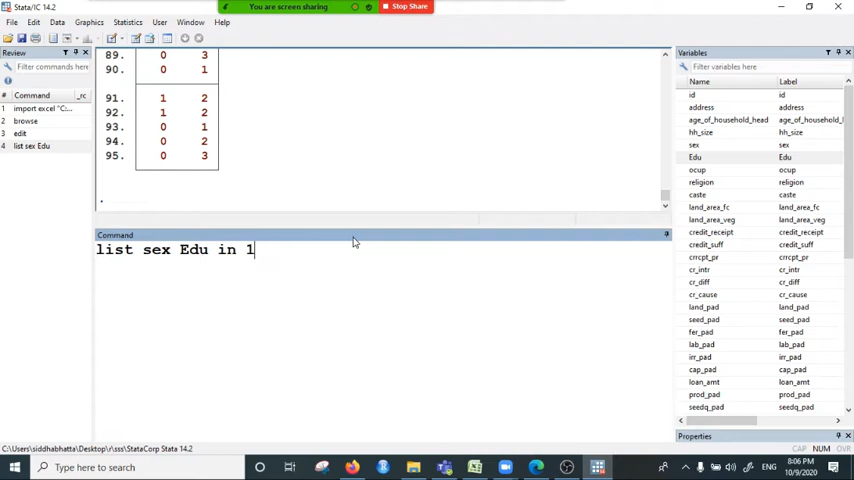 Stata/IC 14.2
You are screen sharing
Stop Share
File Edit Data Graphics Statistics User Window Help
Review
Filter commands here
# Command _rc
1 import excel "C:...
2 browse
3 edit
4 list sex Edu
89. 0 3
90. 0 1
91. 1 2
92. 1 2
93. 0 1
94. 0 2
95. 0 3
.
Command
list sex Edu in 1
Variables
Filter variables here
Name Label
id id
address address
age_of_household_head age_of_househo
hh_size hh_size
sex sex
Edu Edu
ocup ocup
religion religion
caste caste
land_area_fc land_area_fc
land_area_veg land_area_veg
credit_receipt credit_receipt
credit_suff credit_suff
crrcpt_pr crrcpt_pr
cr_intr cr_intr
cr_diff cr_diff
cr_cause cr_cause
land_pad land_pad
seed_pad seed_pad
fer_pad fer_pad
lab_pad lab_pad
irr_pad irr_pad
cap_pad cap_pad
loan_amt loan_amt
prod_pad prod_pad
seedq_pad seedq_pad
Properties
C:\Users\siddhabhatta\Desktop\r\sss\StataCorp Stata 14.2
CAP NUM OVR
Type here to search
ENG
8:06 PM
10/9/2020